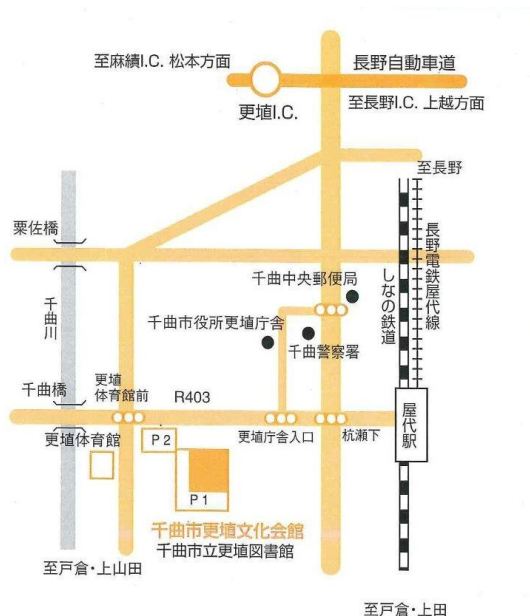 至麻績I.C. 松本方面
長野自動車道
更埴I.C.
至長野I.C. 上越方面
至長野
粟佐橋
長野電鉄屋代線
しなの鉄道
千曲中央郵便局
千曲市役所更埴庁舎
千曲警察署
千曲川
千曲橋
更埴
体育館前
R403
屋代駅
更埴体育館
P 2
更埴庁舎入口
杭瀬下
P 1
千曲市更埴文化会館
千曲市立更埴図書館
至戸倉・上山田
至戸倉・上田